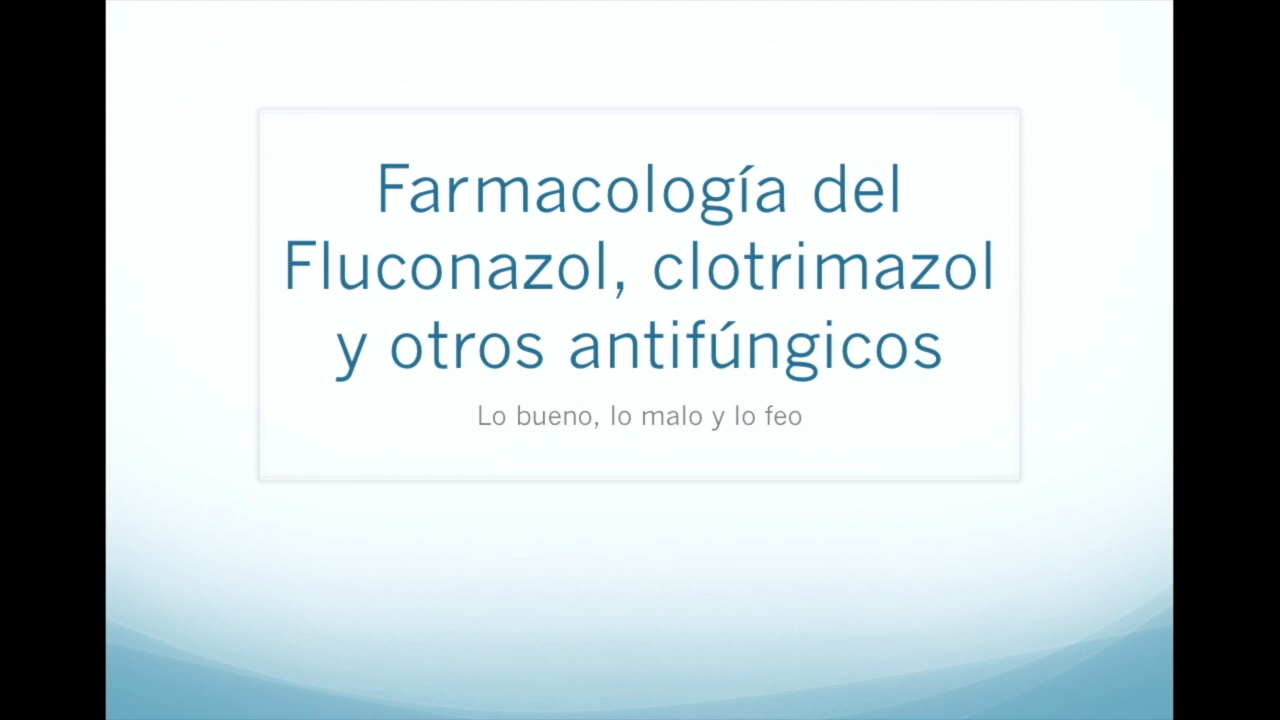 Farmacología del
Fluconazol, clotrimazol
y otros antifúngicos
Lo bueno, lo malo y lo feo